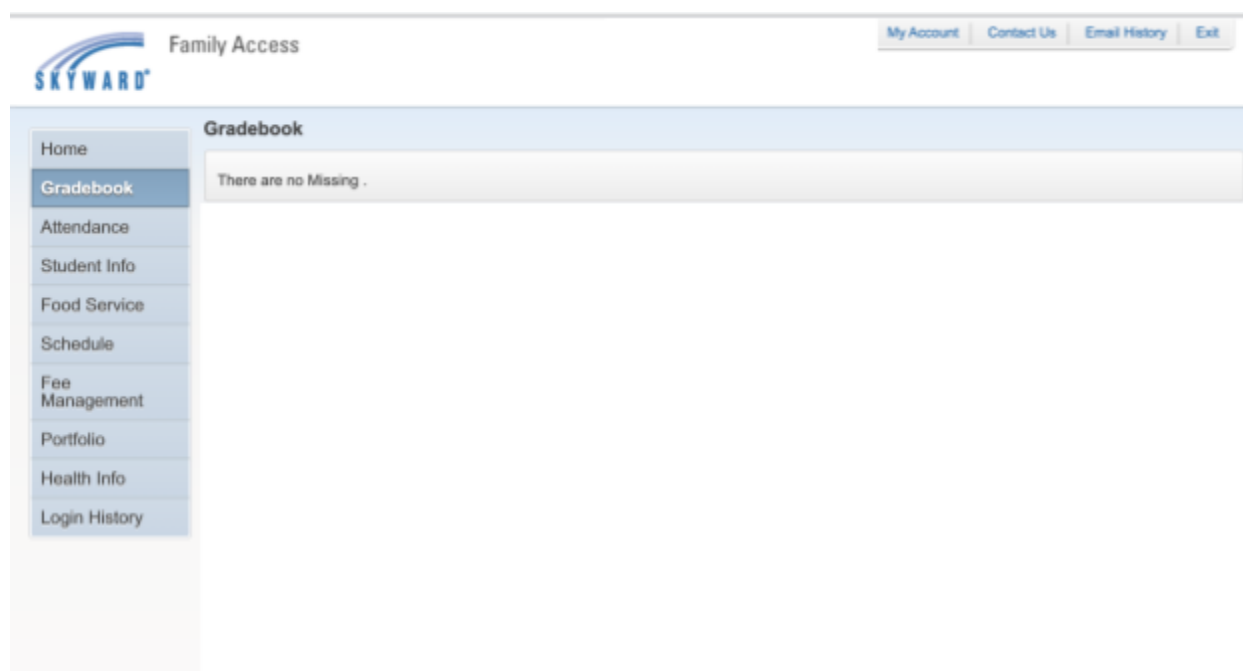 SKYWARD®
Family Access
My Account
Contact Us
Email History
Exit
Home
Gradebook
Attendance
Student Info
Food Service
Schedule
Fee
Management
Portfolio
Health Info
Login History
Gradebook
There are no Missing .